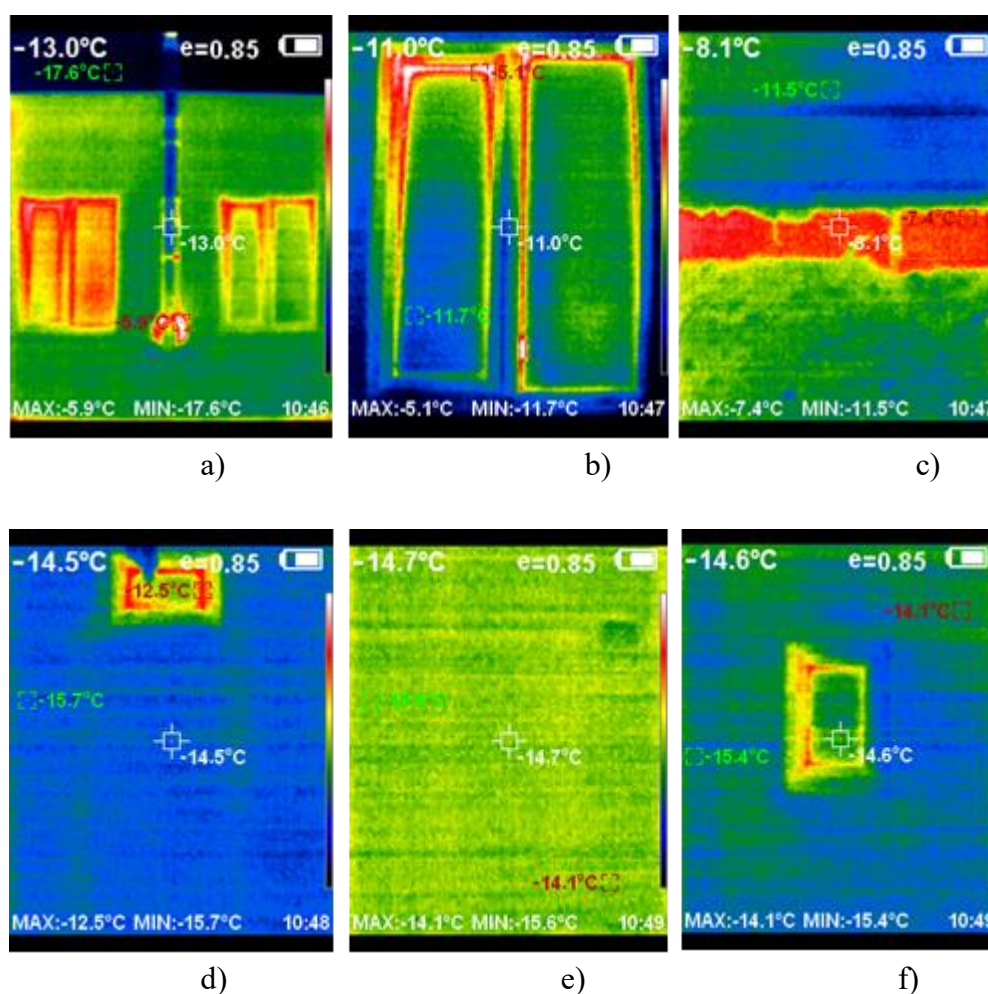 -13.0°C e=0.85
-17.6°C
-13.0°C
-5.9°C
MAX:-5.9°C MIN:-17.6°C 10:46
a)
-11.0°C e=0.85
-5.1°C
-11.0°C
-11.7°C
MAX:-5.1°C MIN:-11.7°C 10:47
b)
-8.1°C e=0.85
-11.5°C
-7.4°C
-8.1°C
MAX:-7.4°C MIN:-11.5°C 10:47
c)
-14.5°C e=0.85
-12.5°C
-15.7°C
-14.5°C
MAX:-12.5°C MIN:-15.7°C 10:48
d)
-14.7°C e=0.85
-14.7°C
-14.1°C
MAX:-14.1°C MIN:-15.6°C 10:49
e)
-14.6°C e=0.85
-14.1°C
-15.4°C
-14.6°C
MAX:-14.1°C MIN:-15.4°C 10:49
f)